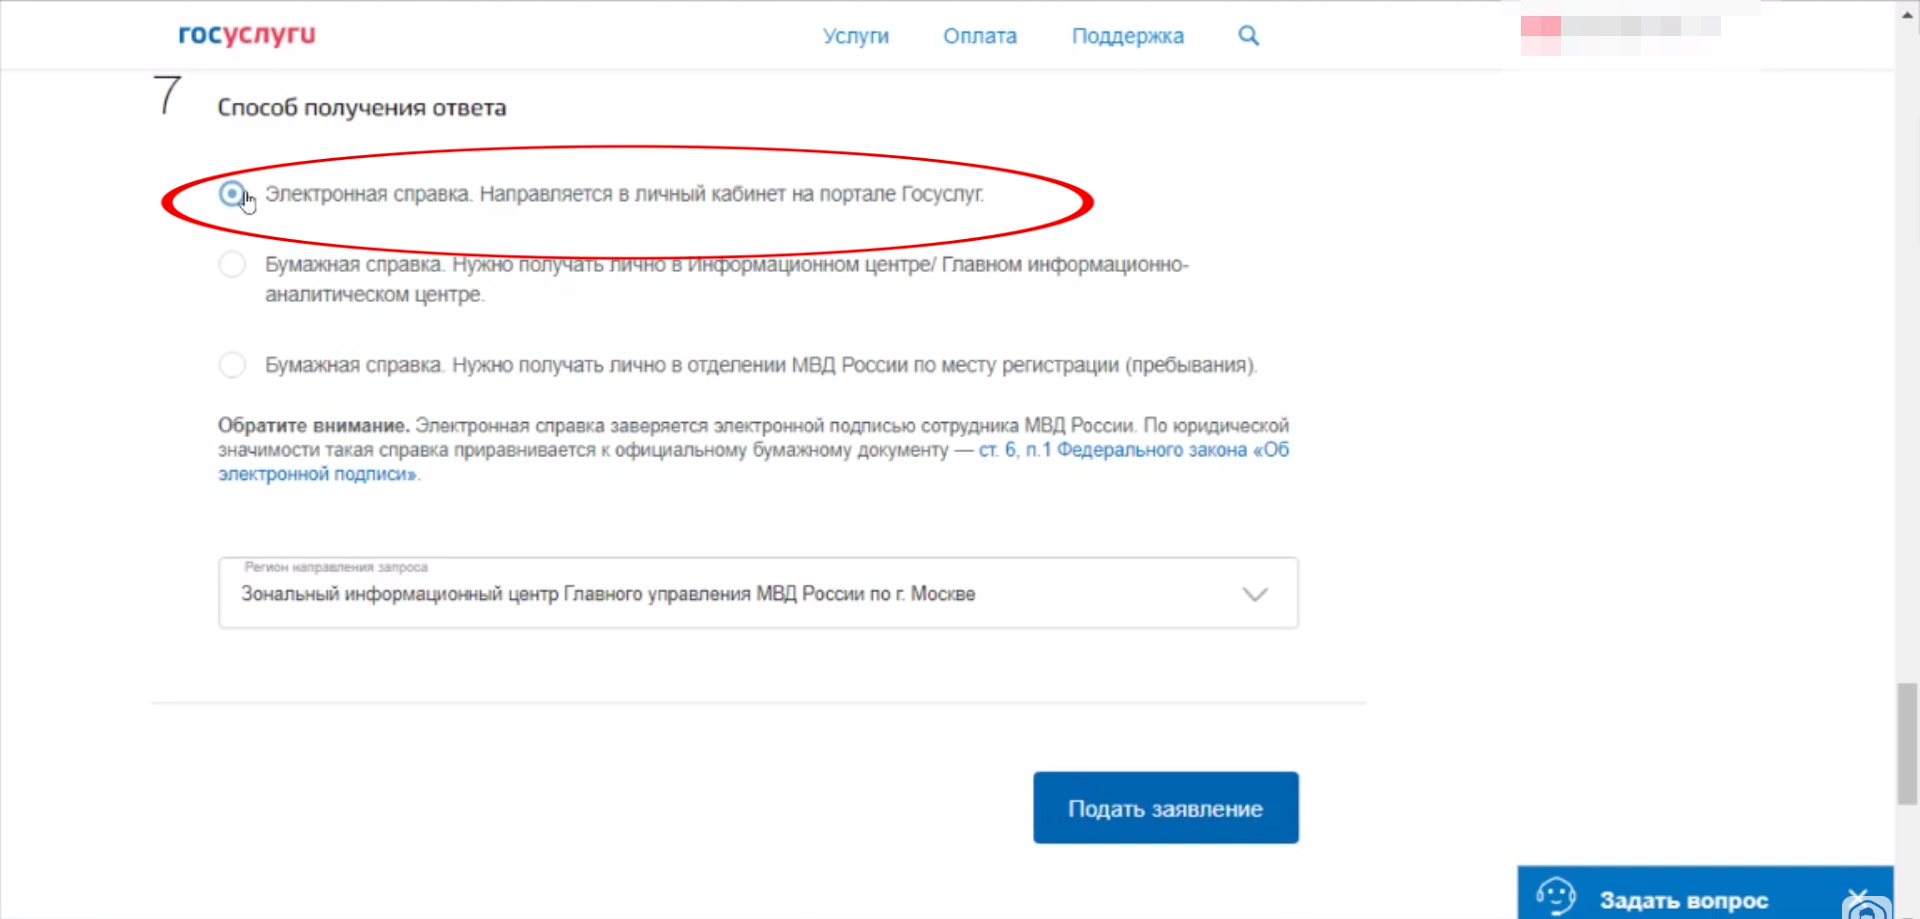 госуслуги
Услуги
Оплата
Поддержка
7
Способ получения ответа
Электронная справка. Направляется в личный кабинет на портале Госуслуг.
Бумажная справка. Нужно получать лично в Информационном центре/ Главном информационно-
аналитическом центре.
Бумажная справка. Нужно получать лично в отделении МВД России по месту регистрации (пребывания).
Обратите внимание. Электронная справка заверяется электронной подписью сотрудника МВД России. По юридической
значимости такая справка приравнивается к официальному бумажному документу — ст. 6, п.1 Федерального закона «Об
электронной подписи».
Регион направления запроса
Зональный информационный центр Главного управления МВД России по г. Москве
Подать заявление
Задать вопрос